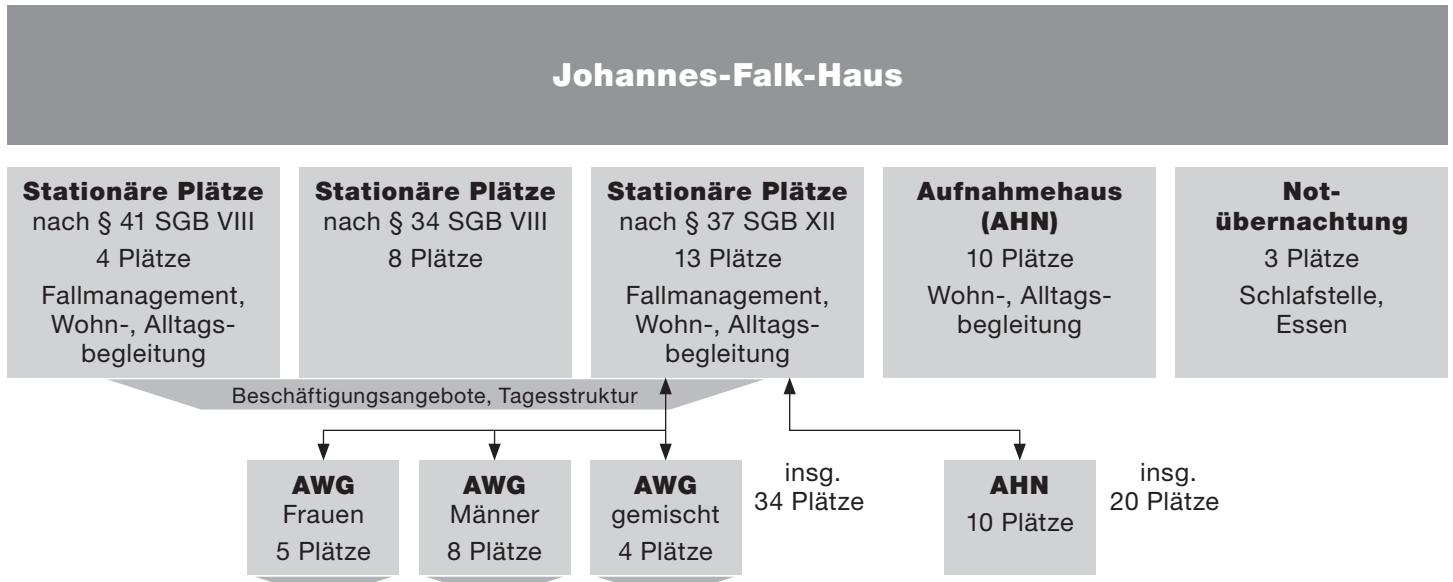 Johannes-Falk-Haus
Stationäre Plätze
nach § 41 SGB VIII
4 Plätze
Fallmanagement,
Wohn-, Alltags-
begleitung
Stationäre Plätze
nach § 34 SGB VIII
8 Plätze
Stationäre Plätze
nach § 37 SGB XII
13 Plätze
Fallmanagement,
Wohn-, Alltags-
begleitung
Aufnahmehaus
(AHN)
10 Plätze
Wohn-, Alltags-
begleitung
Not-
übernachtung
3 Plätze
Schlafstelle,
Essen
Beschäftigungsangebote, Tagesstruktur
AWG
Frauen
5 Plätze
AWG
Männer
8 Plätze
AWG
gemischt
4 Plätze
insg.
34 Plätze
AHN
10 Plätze
insg.
20 Plätze